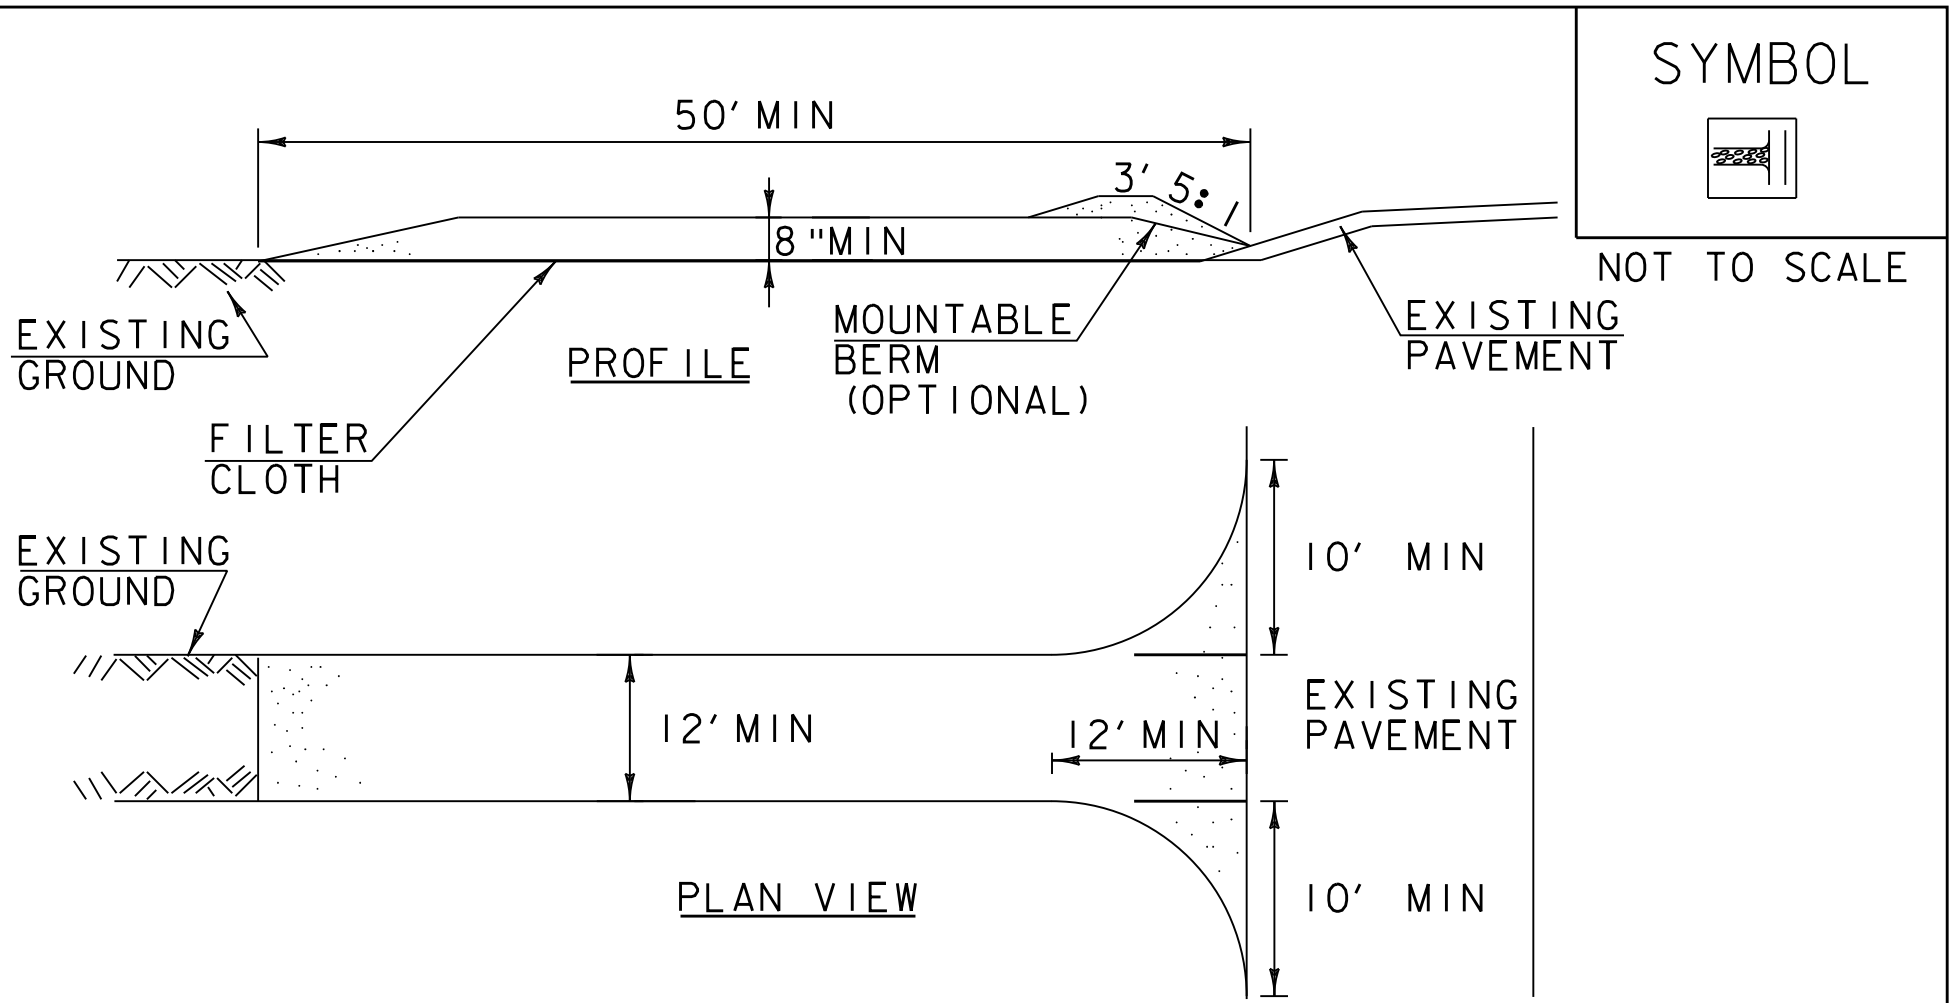 SYMBOL
50' MIN
3' 5:1
8" MIN
NOT TO SCALE
EXISTING
GROUND
MOUNTABLE
BERM
(OPTIONAL)
EXISTING
PAVEMENT
PROFILE
FILTER
CLOTH
EXISTING
GROUND
10' MIN
EXISTING
PAVEMENT
12' MIN
12' MIN
PLAN VIEW
10' MIN